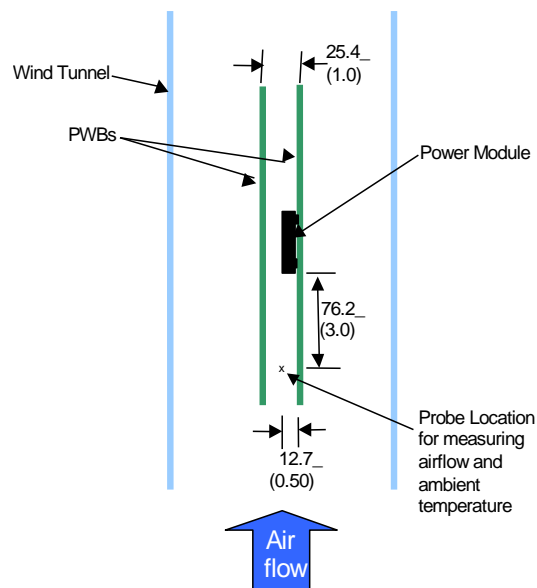 25.4_
(1.0)
Wind Tunnel
PWBs
Power Module
76.2_
(3.0)
x
Probe Location
for measuring
airflow and
ambient
temperature
12.7_
(0.50)
Air
flow